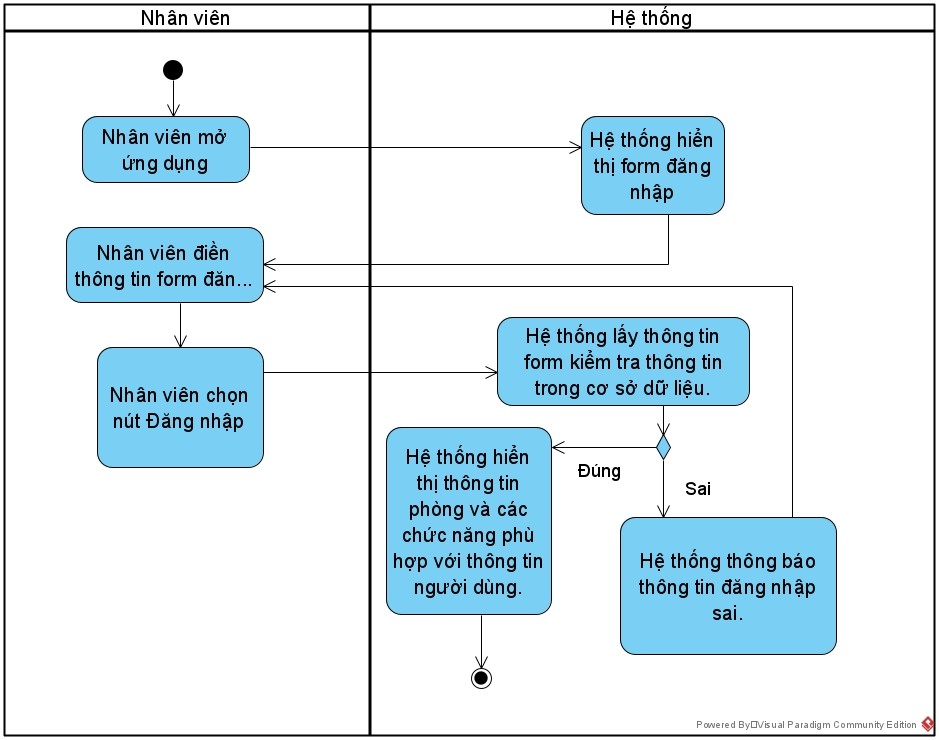 Nhân viên
Hệ thống
Nhân viên mở
ứng dụng
Hệ thống hiển
thị form đăng
nhập
Nhân viên điền
thông tin form đăn...
Hệ thống lấy thông tin
form kiểm tra thông tin
trong cơ sở dữ liệu.
Nhân viên chọn
nút Đăng nhập
Đúng
Sai
Hệ thống hiển
thị thông tin
phòng và các
chức năng phù
hợp với thông tin
người dùng.
Hệ thống thông báo
thông tin đăng nhập
sai.
Powered By□Visual Paradigm Community Edition